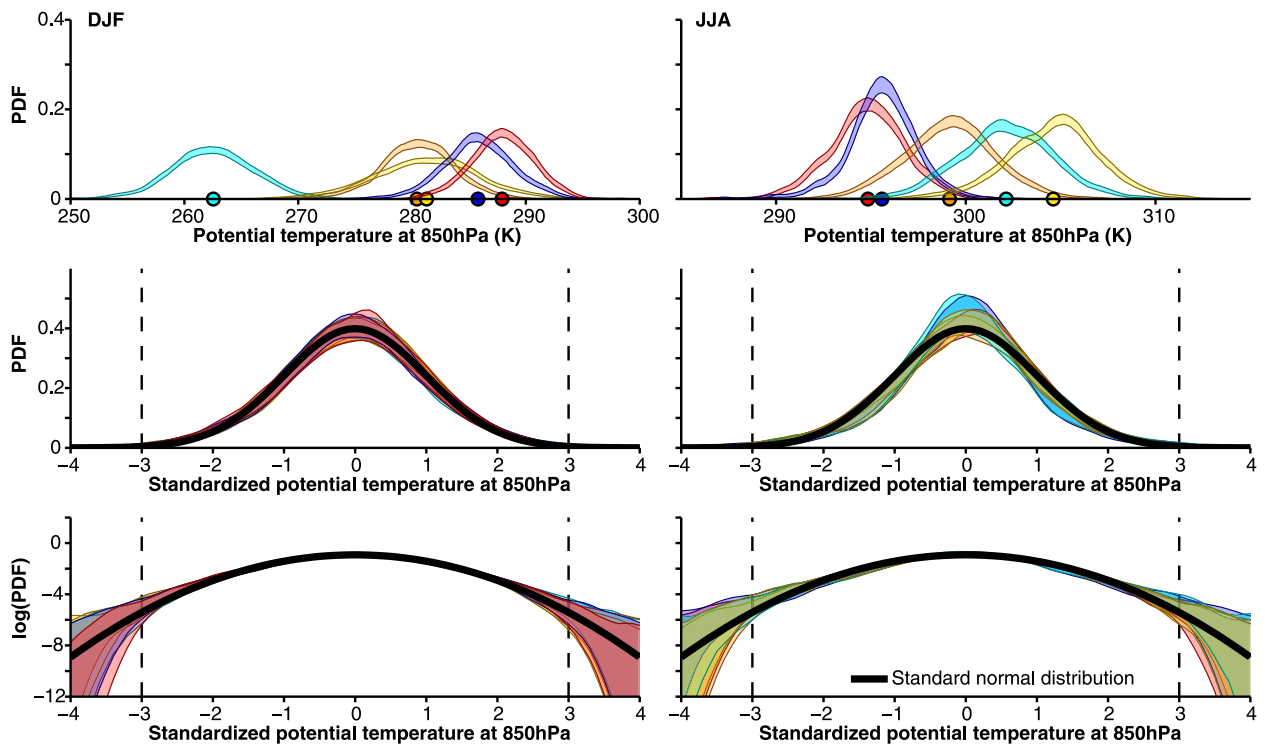 DJF
JJA
0.4
0.2
0
PDF
250 260 270 280 290 300
290 300 310
Potential temperature at 850hPa (K)
Potential temperature at 850hPa (K)
0.4
0.2
0
PDF
−4 −3 −2 −1 0 1 2 3 4
−4 −3 −2 −1 0 1 2 3 4
Standardized potential temperature at 850hPa
Standardized potential temperature at 850hPa
0
−4
−8
−12
log(PDF)
Standard normal distribution
−4 −3 −2 −1 0 1 2 3 4
−4 −3 −2 −1 0 1 2 3 4
Standardized potential temperature at 850hPa
Standardized potential temperature at 850hPa